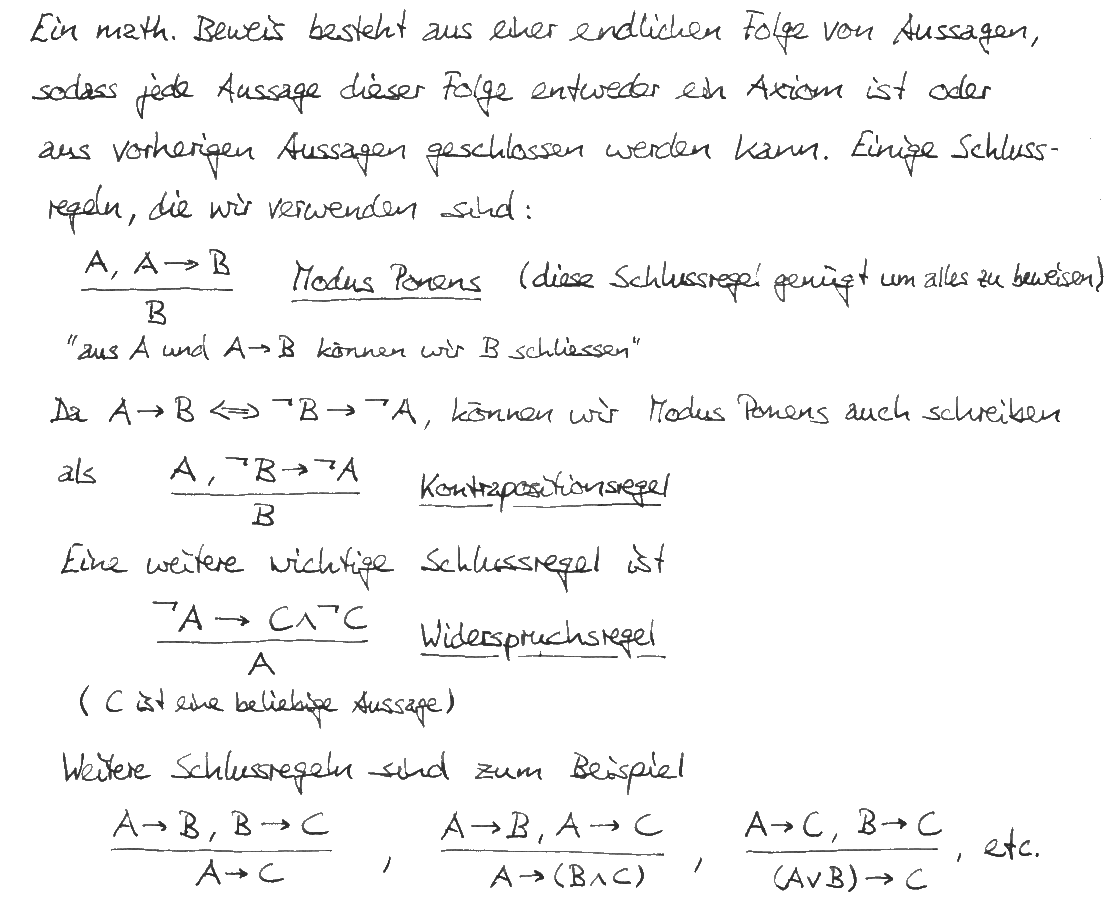 Ein math. Beweis besteht aus einer endlichen Folge von Aussagen,
sodass jede Aussage dieser Folge entweder ein Axiom ist oder
aus vorherigen Aussagen geschlossen werden kann. Einige Schluss-
regeln, die wir verwenden sind:
A, A → B
B
Modus Ponens (diese Schlussregel genügt um alles zu beweisen)
"aus A und A → B können wir B schliessen"
Da A → B ⟺ ¬B → ¬A, können wir Modus Ponens auch schreiben
als A, ¬B → ¬A
B
Kontrapositionsregel
Eine weitere wichtige Schlussregel ist
¬A → C∧¬C
A
Widerspruchsregel
(C ist eine beliebige Aussage)
Weitere Schlussregeln sind zum Beispiel
A → B, B → C
A → C
,
A → B, A → C
A → (B∧C)
,
A → C, B → C
(A∨B) → C
, etc.